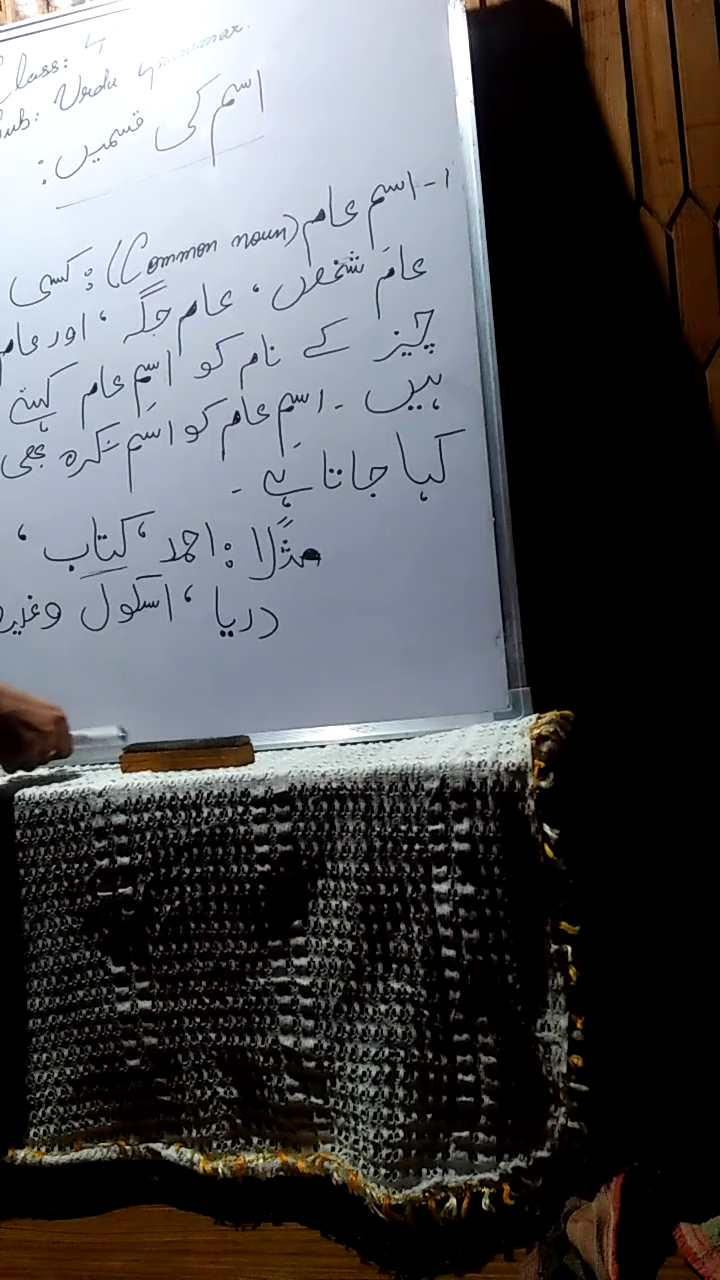 Class: 4
Sub: Urdu Grammar.
اسم کی قسمیں:
۱- اسم عام (Common noun): کسی
عام شخص، عام جگہ، اور عام
چیز کے نام کو اسمِ عام کہتے
ہیں۔ اسمِ عام کو اسمِ نکرہ بھی
کہا جاتا ہے۔
مثلاً: احمد، کتاب،
دریا، اسکول وغیرہ